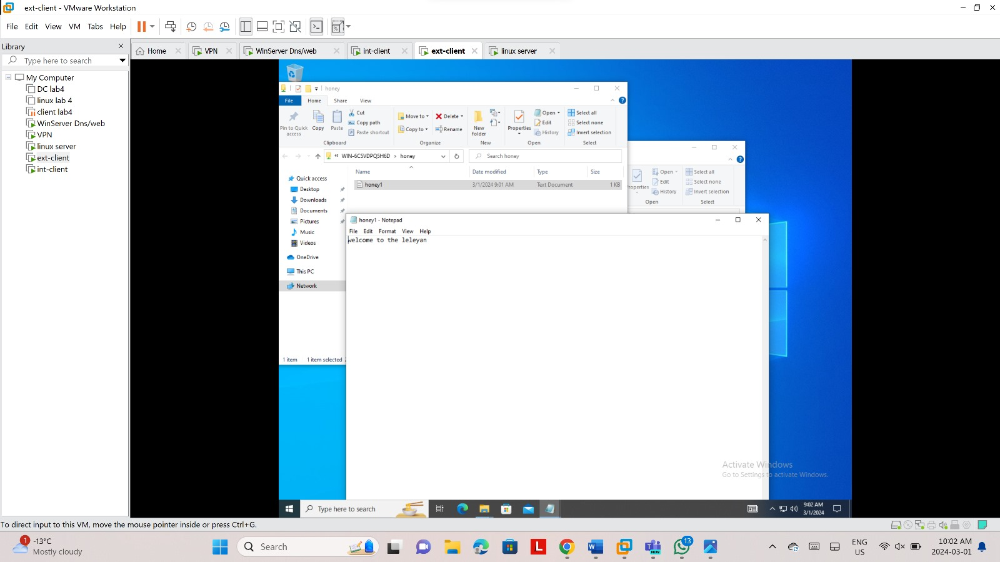 ext-client - VMware Workstation
File Edit View VM Tabs Help
Library
Type here to search
Home
VPN
WinServer Dns/web
int-client
ext-client
linux server
My Computer
DC lab4
linux lab 4
client lab4
WinServer Dns/web
VPN
linux server
ext-client
int-client
honey
File Home Share View
Pin to Quick access
Copy
Paste
Cut
Copy path
Paste shortcut
Clipboard
Move to
Copy to
Delete
Rename
Organize
New folder
New
Properties
Open
Edit
History
Open
Select all
Select none
Invert selection
Select
« WIN-6C5VDPQ5H6D › honey
Search honey
Name Date modified Type Size
honey1 3/1/2024 9:01 AM Text Document 1 KB
Quick access
Desktop
Downloads
Documents
Pictures
Music
Videos
OneDrive
This PC
Network
1 item 1 item selected
roperties
Open
Edit
History
Open
Select all
Select none
Invert selection
Select
honey1 - Notepad
File Edit Format View Help
welcome to the leleyan
Activate Windows
Go to Settings to activate Windows.
Type here to search
9:02 AM
3/1/2024
To direct input to this VM, move the mouse pointer inside or press Ctrl+G.
1
-13°C
Mostly cloudy
Search
L
W
T
NEW
13
ENG
US
10:02 AM
2024-03-01